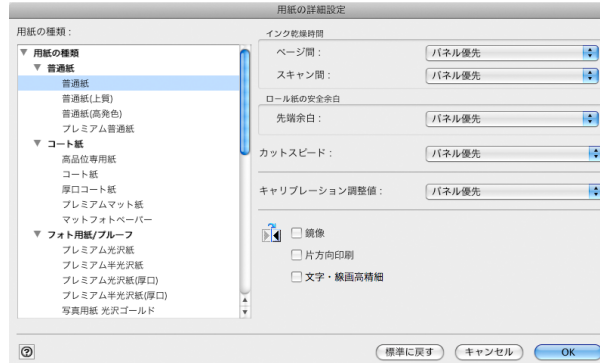 用紙の詳細設定
用紙の種類：
▼ 用紙の種類
▼ 普通紙
普通紙
普通紙(上質)
普通紙(高発色)
プレミアム普通紙
▼ コート紙
高品位専用紙
コート紙
厚口コート紙
プレミアムマット紙
マットフォトペーパー
▼ フォト用紙/プルーフ
プレミアム光沢紙
プレミアム半光沢紙
プレミアム光沢紙(厚口)
プレミアム半光沢紙(厚口)
写真用紙 光沢ゴールド
インク乾燥時間
ページ間： パネル優先
スキャン間： パネル優先
ロール紙の安全余白
先端余白： パネル優先
カットスピード： パネル優先
キャリブレーション調整値： パネル優先
鏡像
片方向印刷
文字・線画高精細
?
標準に戻す キャンセル OK